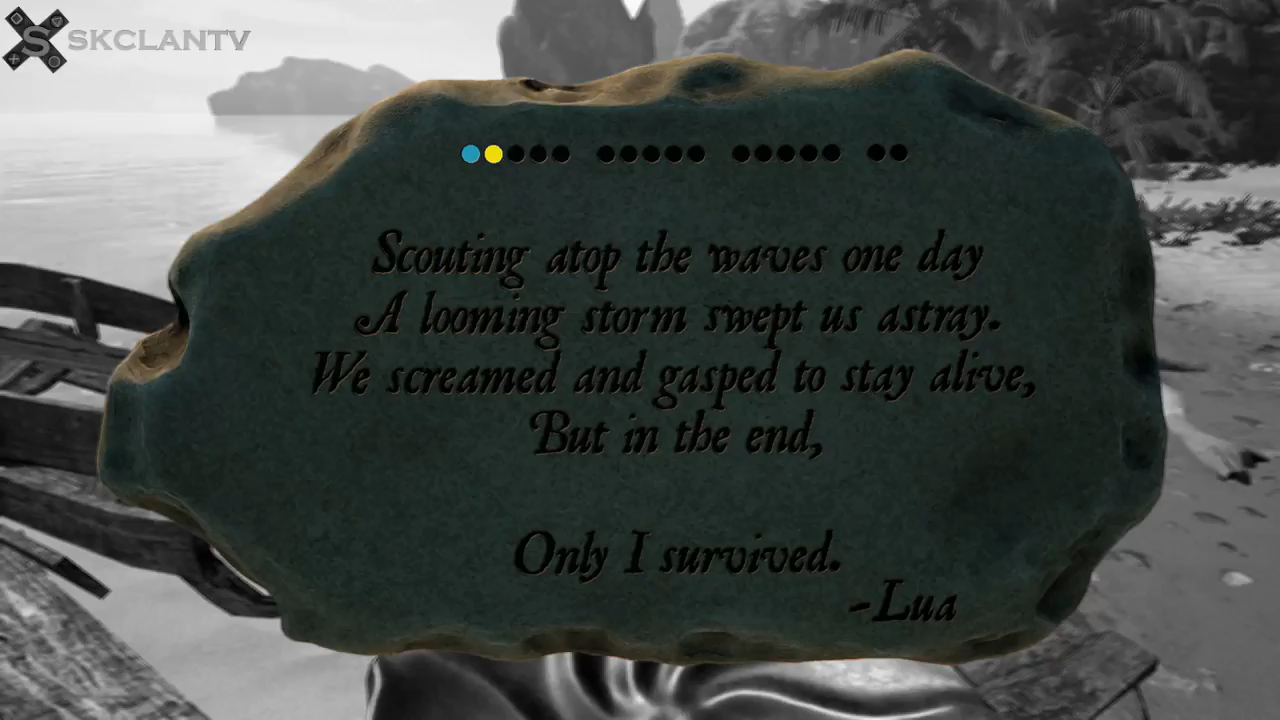 SKCLANTV
Scouting atop the waves one day
A looming storm swept us astray.
We screamed and gasped to stay alive,
But in the end,
Only I survived.
-Lua